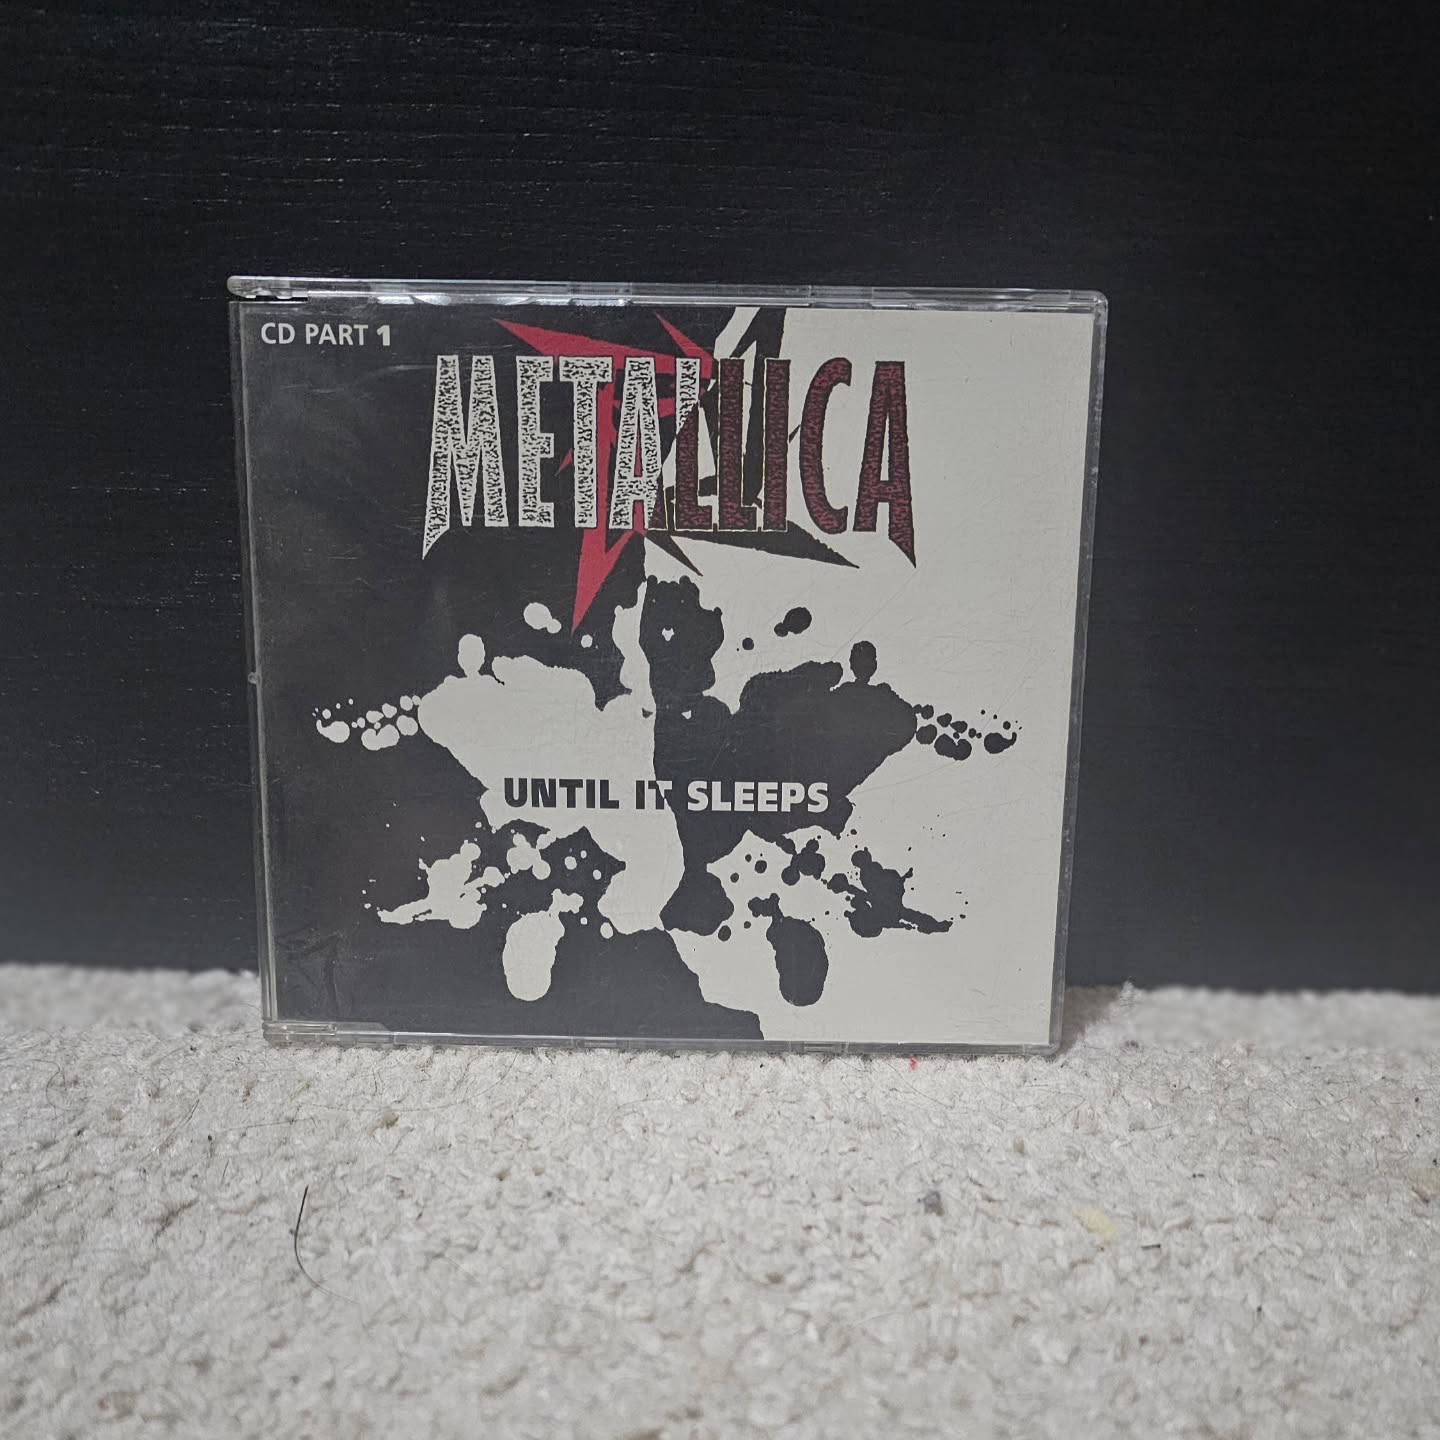 CD PART 1
METALLICA
UNTIL IT SLEEPS